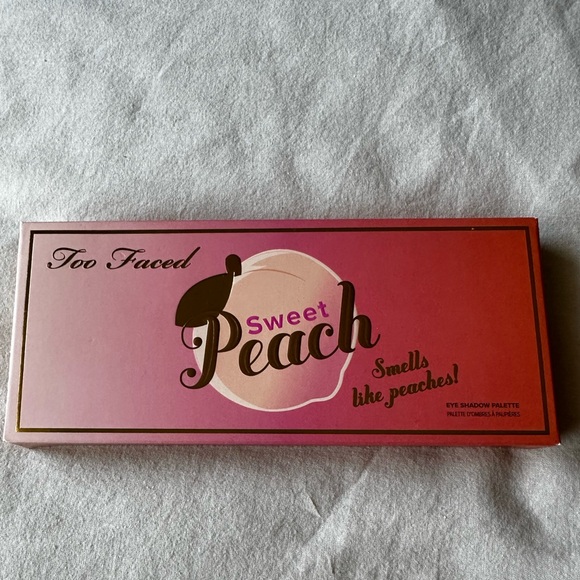 Too Faced
Sweet
Peach
Smells
like peaches!
EYE SHADOW PALETTE
PALETTE D'OMBRES À PAUPIÈRES